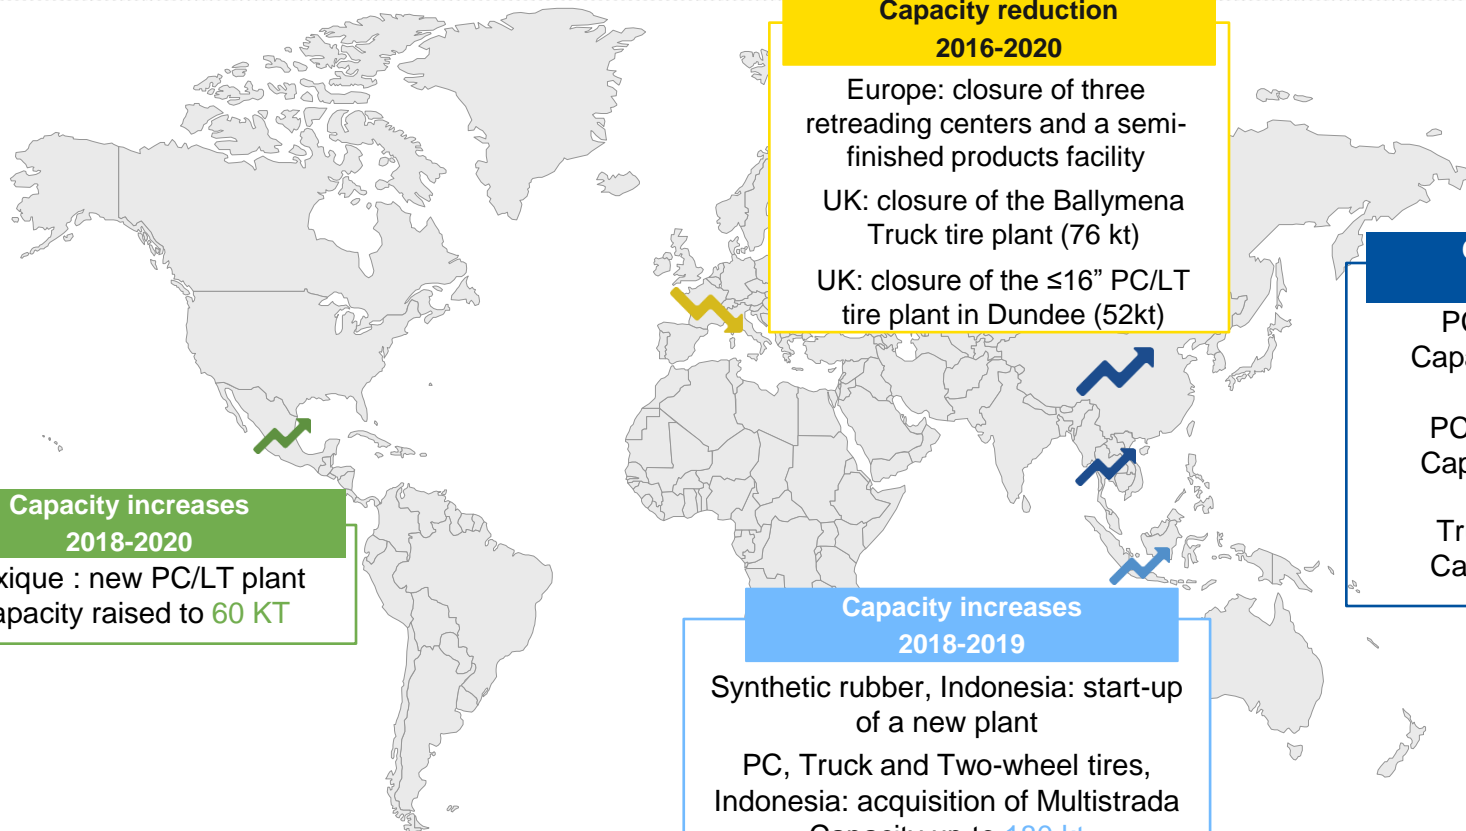 Capacity reduction
2016-2020
Europe: closure of three
retreading centers and a semi-
finished products facility
UK: closure of the Ballymena
Truck tire plant (76 kt)
UK: closure of the ≤16” PC/LT
tire plant in Dundee (52kt)
Capacity increases
2018-2020
xique : new PC/LT plant
apacity raised to 60 KT
Capacity increases
2018-2019
Synthetic rubber, Indonesia: start-up
of a new plant
PC, Truck and Two-wheel tires,
Indonesia: acquisition of Multistrada
Capacity up to
PC
Capa
PC
Cap
Tr
Ca